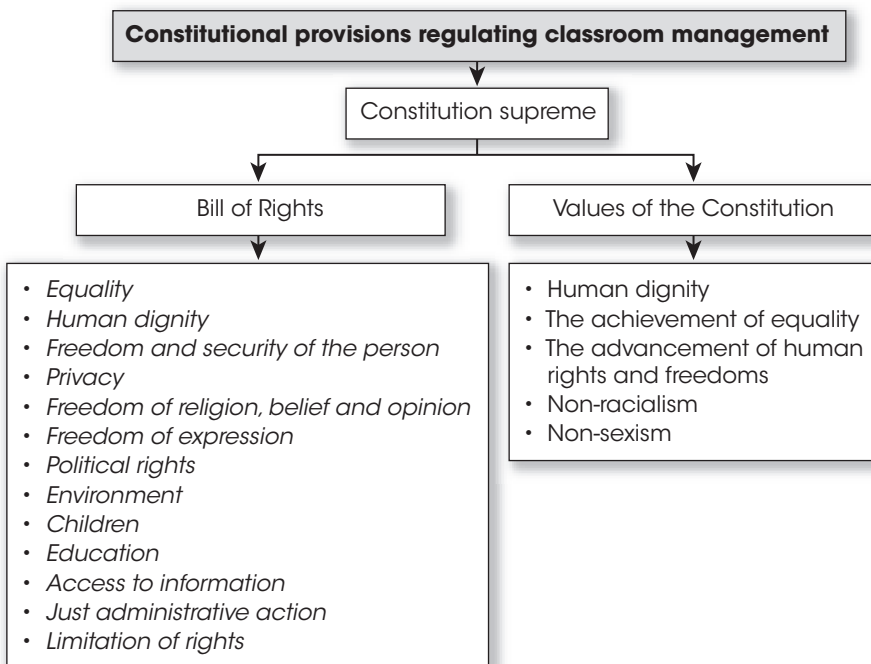 Constitutional provisions regulating classroom management
Constitution supreme
Bill of Rights
• Equality
• Human dignity
• Freedom and security of the person
• Privacy
• Freedom of religion, belief and opinion
• Freedom of expression
• Political rights
• Environment
• Children
• Education
• Access to information
• Just administrative action
• Limitation of rights
Values of the Constitution
• Human dignity
• The achievement of equality
• The advancement of human
rights and freedoms
• Non-racialism
• Non-sexism